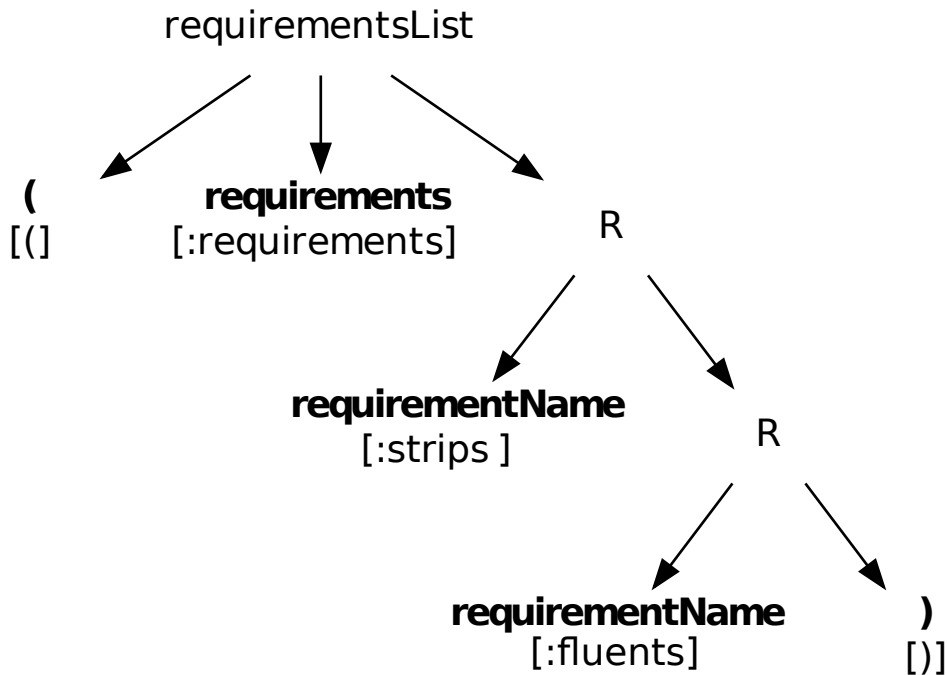 requirementsList
(
[(]
requirements
[:requirements]
R
requirementName
[:strips ]
R
requirementName
[:fluents]
)
[)]